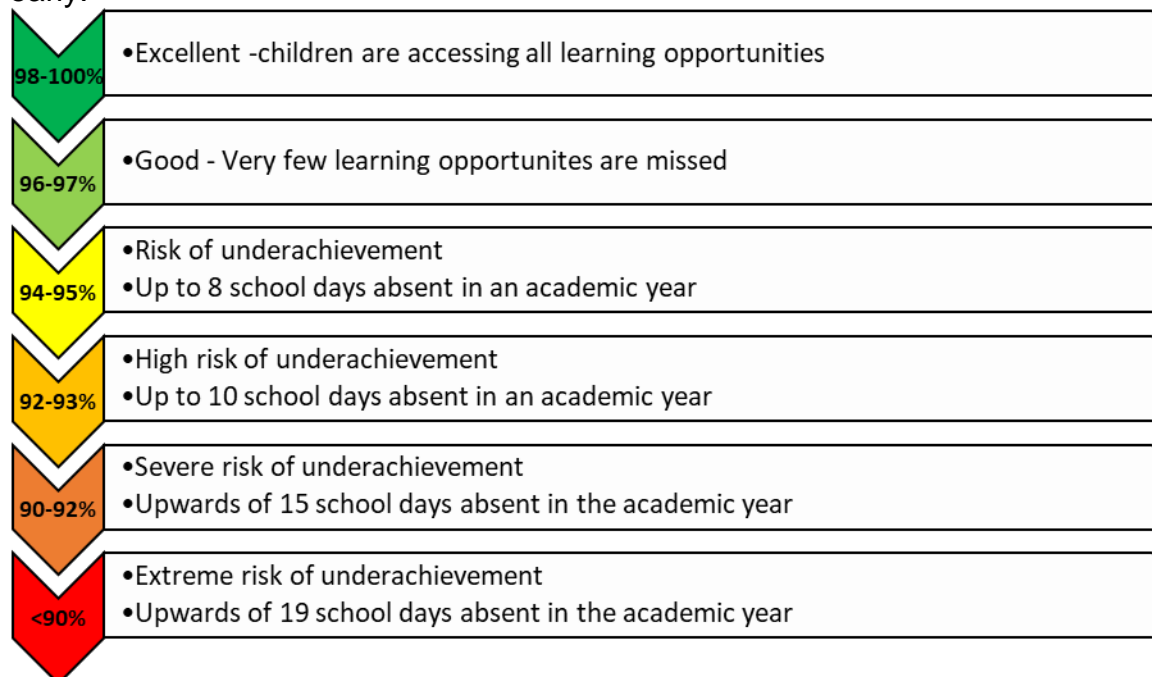 98-100%
•Excellent -children are accessing all learning opportunities
96-97%
•Good - Very few learning opportunites are missed
94-95%
•Risk of underachievement
•Up to 8 school days absent in an academic year
92-93%
•High risk of underachievement
•Up to 10 school days absent in an academic year
90-92%
•Severe risk of underachievement
•Upwards of 15 school days absent in the academic year
<90%
•Extreme risk of underachievement
•Upwards of 19 school days absent in the academic year